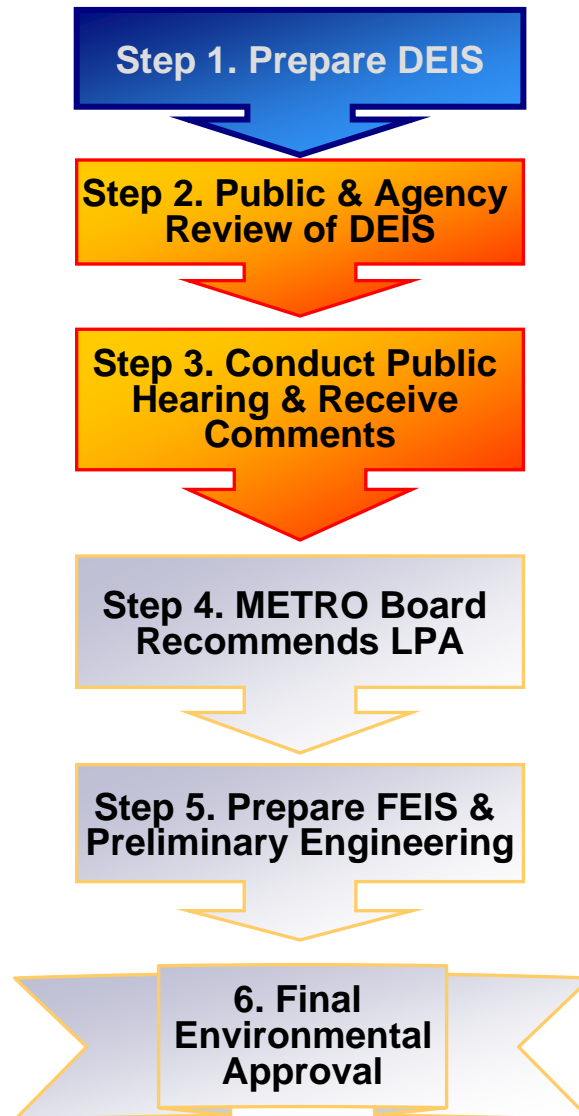 Step 1. Prepare DEIS
Step 2. Public & Agency
Review of DEIS
Step 3. Conduct Public
Hearing & Receive
Comments
Step 4. METRO Board
Recommends LPA
Step 5. Prepare FEIS &
Preliminary Engineering
6. Final
Environmental
Approval